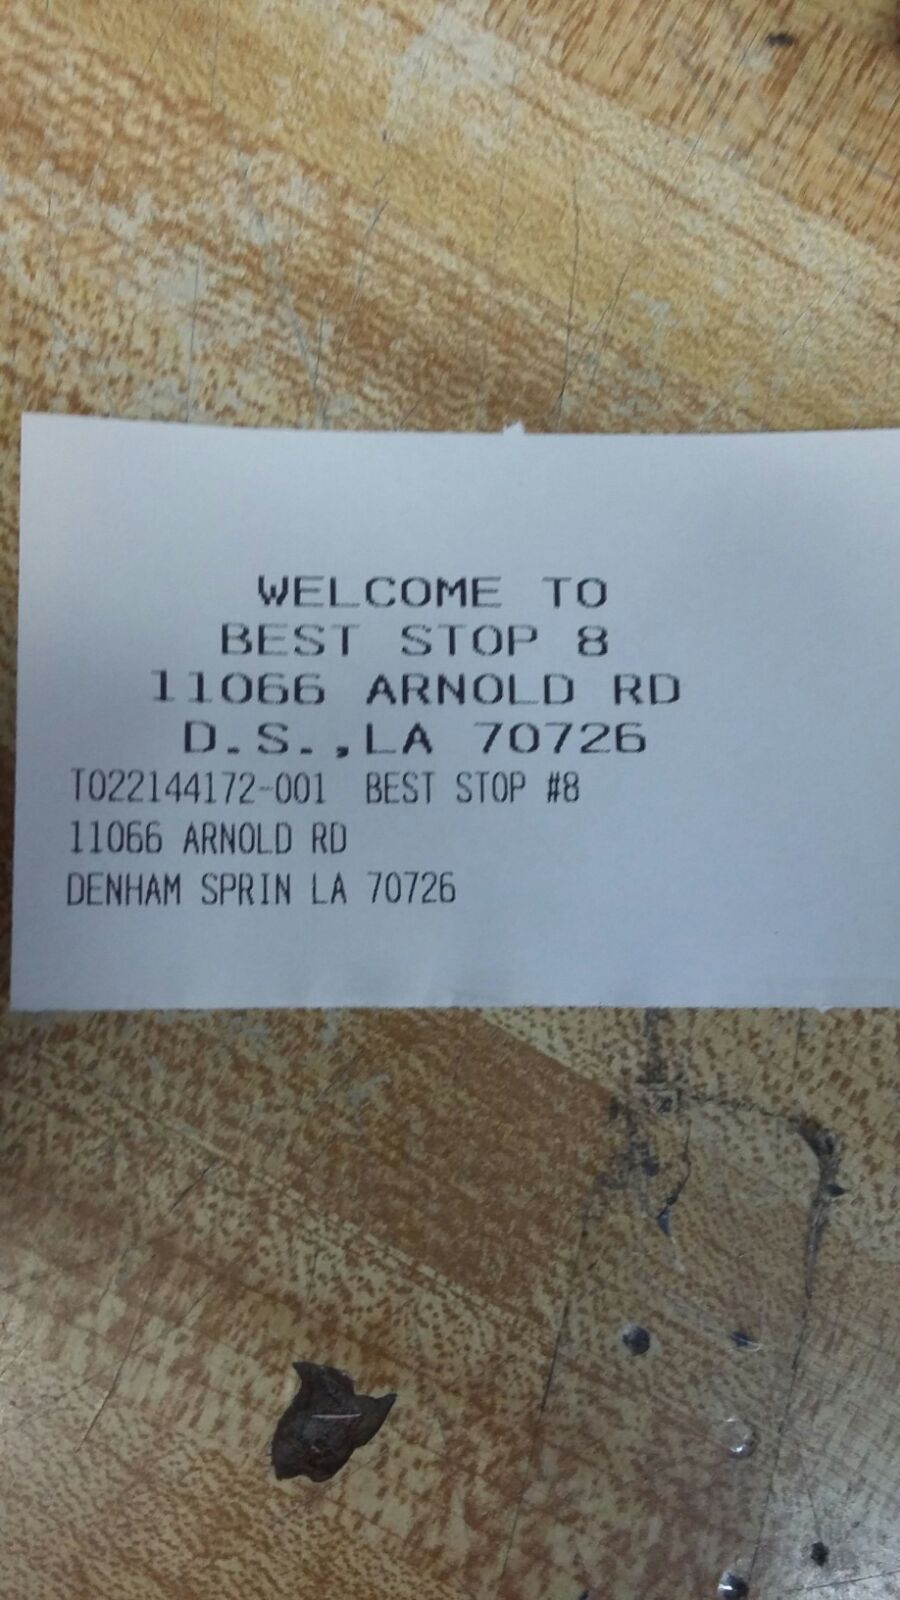 WELCOME TO
BEST STOP 8
11066 ARNOLD RD
D.S.,LA 70726
T022144172-001 BEST STOP #8
11066 ARNOLD RD
DENHAM SPRIN LA 70726